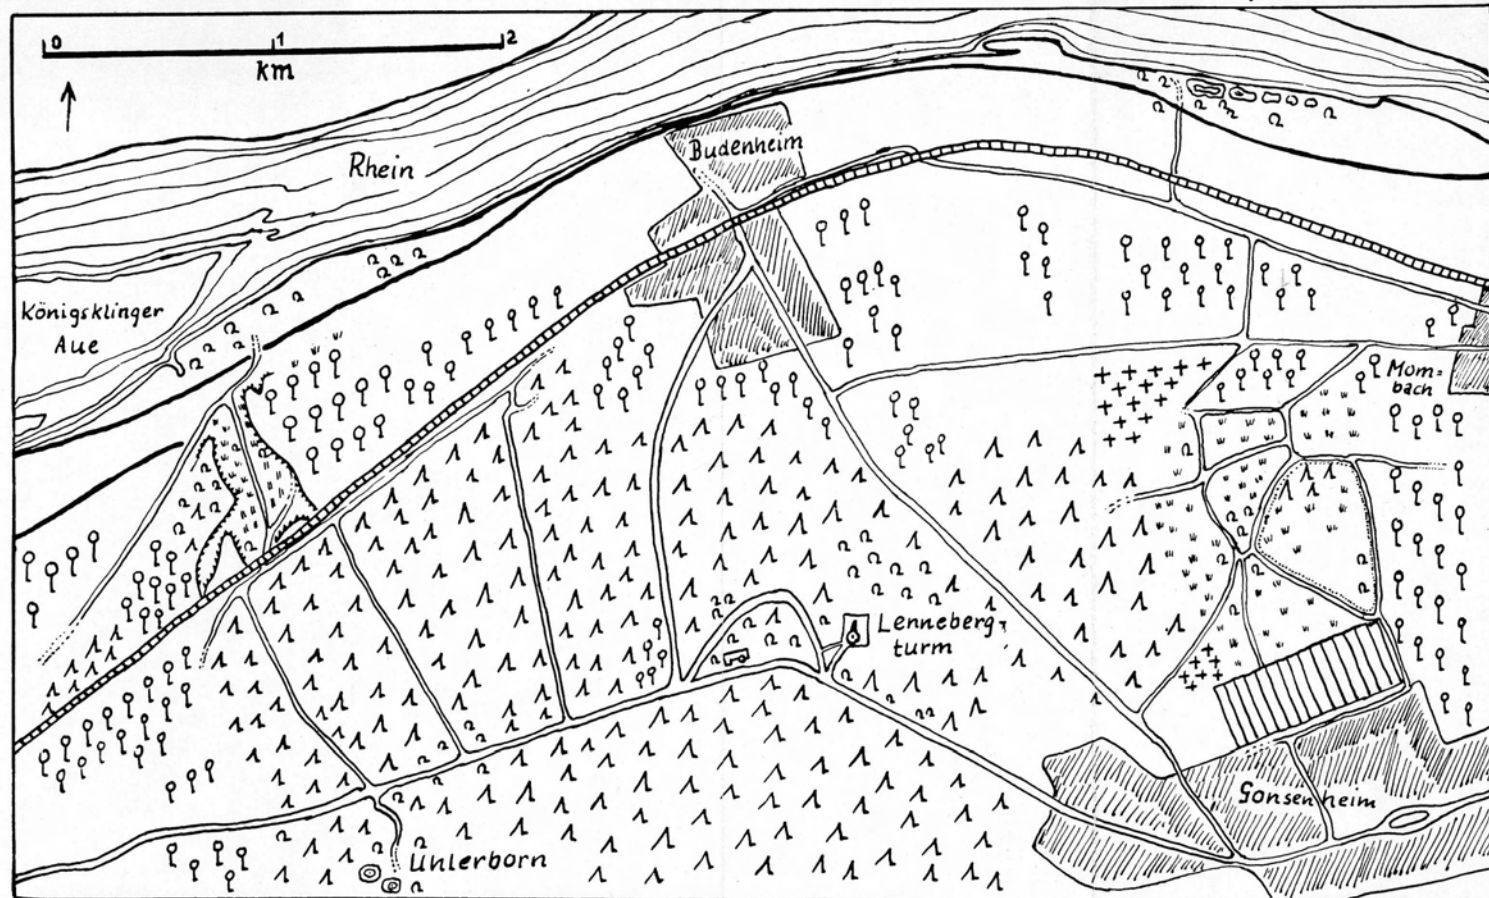 0 1 2
km
Rhein
Budenheim
Königsklinger
Aue
Mom-
bach
Lenneberg-
turm
Gonsenheim
Uhlerborn